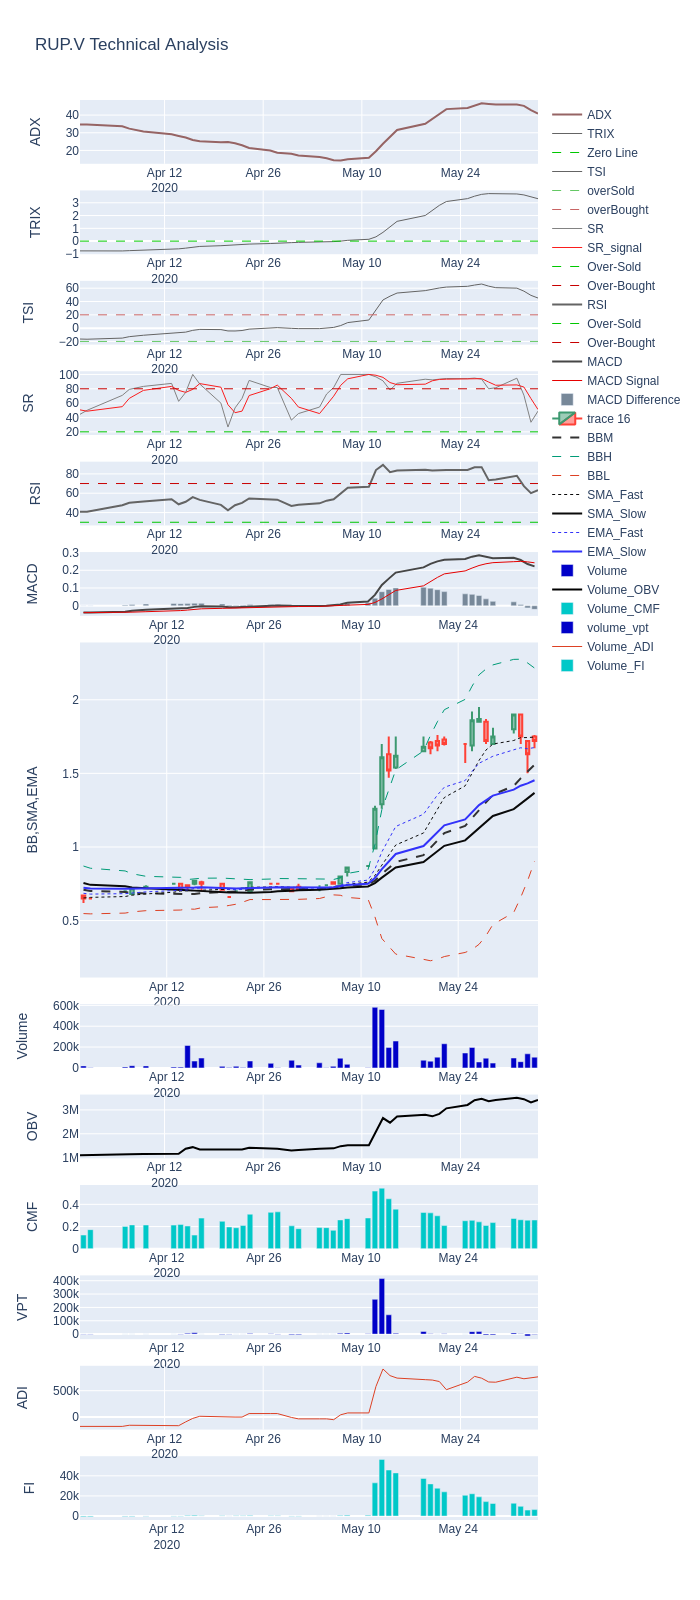 RUP.V Technical Analysis
ADX
40
30
20
Apr 12
2020
Apr 26
May 10
May 24
TRIX
3
2
1
0
−1
Apr 12
2020
Apr 26
May 10
May 24
TSI
60
40
20
0
−20
Apr 12
2020
Apr 26
May 10
May 24
SR
100
80
60
40
20
Apr 12
2020
Apr 26
May 10
May 24
RSI
80
60
40
Apr 12
2020
Apr 26
May 10
May 24
MACD
0.3
0.2
0.1
0
Apr 12
2020
Apr 26
May 10
May 24
BB,SMA,EMA
2
1.5
1
0.5
Apr 12
2020
Apr 26
May 10
May 24
Volume
600k
400k
200k
0
Apr 12
2020
Apr 26
May 10
May 24
OBV
3M
2M
1M
Apr 12
2020
Apr 26
May 10
May 24
CMF
0.4
0.2
0
Apr 12
2020
Apr 26
May 10
May 24
VPT
400k
300k
200k
100k
0
Apr 12
2020
Apr 26
May 10
May 24
ADI
500k
0
Apr 12
2020
Apr 26
May 10
May 24
FI
40k
20k
0
Apr 12
2020
Apr 26
May 10
May 24
ADX
TRIX
Zero Line
TSI
overSold
overBought
SR
SR_signal
Over-Sold
Over-Bought
RSI
Over-Sold
Over-Bought
MACD
MACD Signal
MACD Difference
trace 16
BBM
BBH
BBL
SMA_Fast
SMA_Slow
EMA_Fast
EMA_Slow
Volume
Volume_OBV
Volume_CMF
volume_vpt
Volume_ADI
Volume_FI